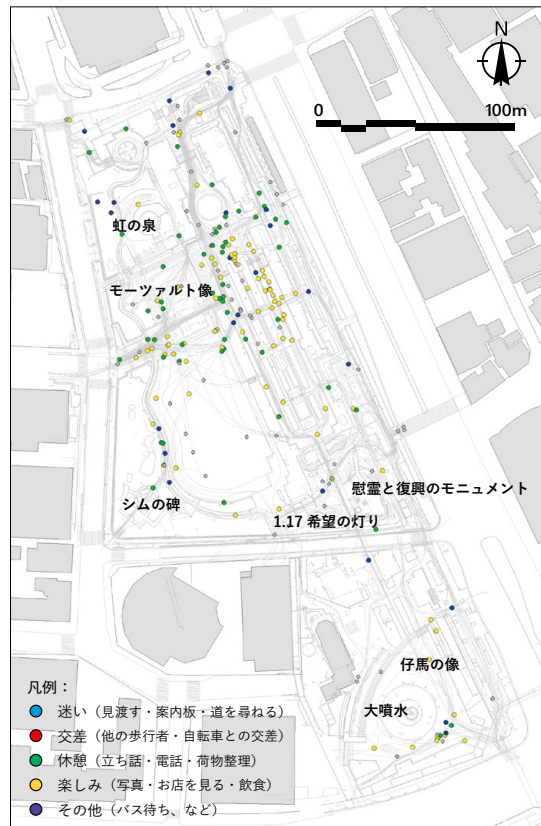 N
0 100m
虹の泉
モーツァルト像
慰霊と復興のモニュメント
シムの碑
1.17 希望の灯り
仔馬の像
大噴水
凡例：
迷い（見渡す・案内板・道を尋ねる）
交差（他の歩行者・自転車との交差）
休憩（立ち話・電話・荷物整理）
楽しみ（写真・お店を見る・飲食）
その他（バス待ち、など）